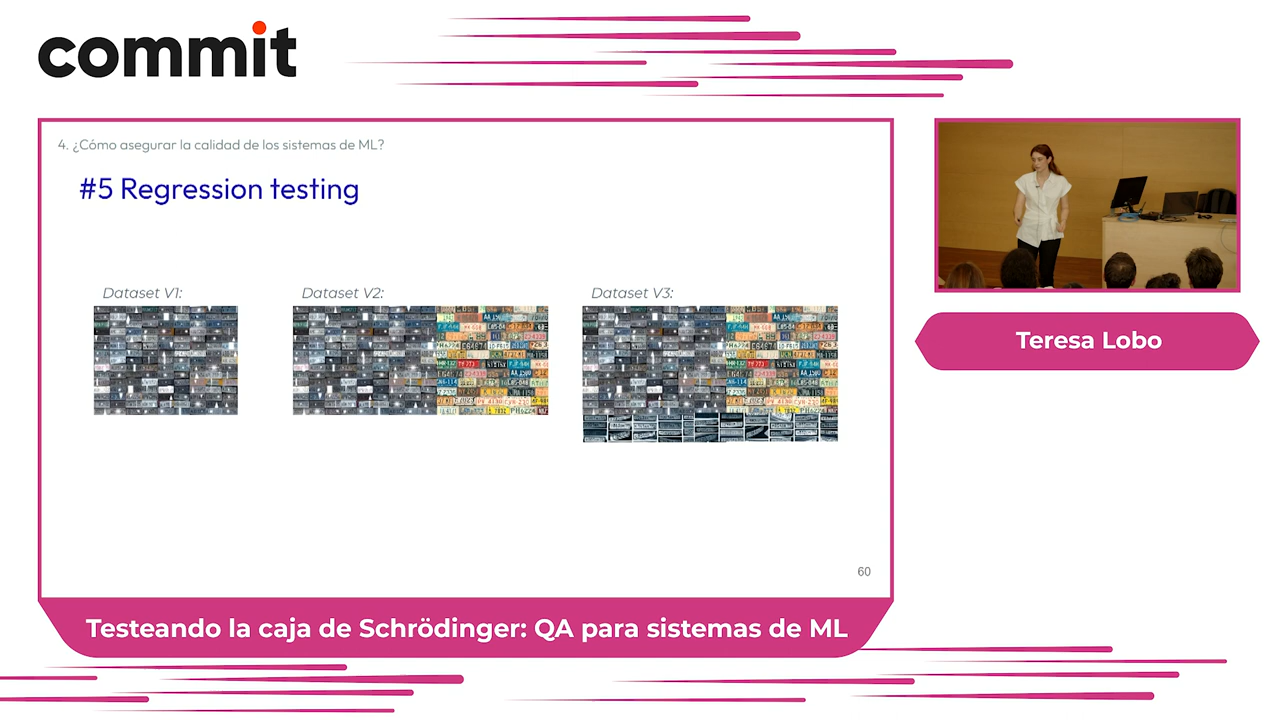 commit
4. ¿Cómo asegurar la calidad de los sistemas de ML?
#5 Regression testing
Dataset V1:
Dataset V2:
Dataset V3:
60
Teresa Lobo
Testeando la caja de Schrödinger: QA para sistemas de ML